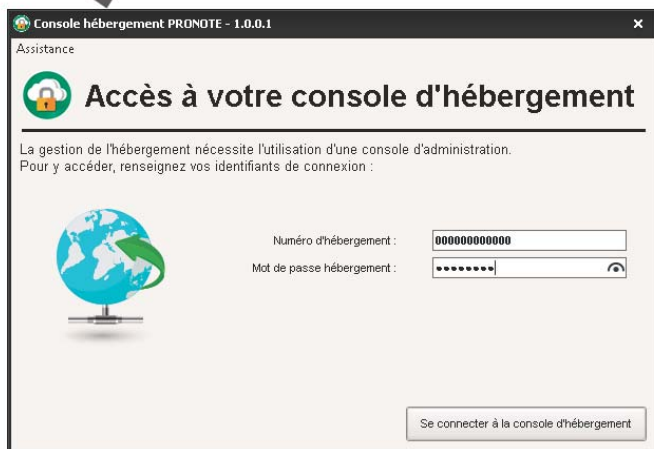 Console hébergement PRONOTE - 1.0.0.1
Assistance
Accès à votre console d'hébergement
La gestion de l'hébergement nécessite l'utilisation d'une console d'administration.
Pour y accéder, renseignez vos identifiants de connexion :
Numéro d'hébergement : 000000000000
Mot de passe hébergement : ••••••••
Se connecter à la console d'hébergement